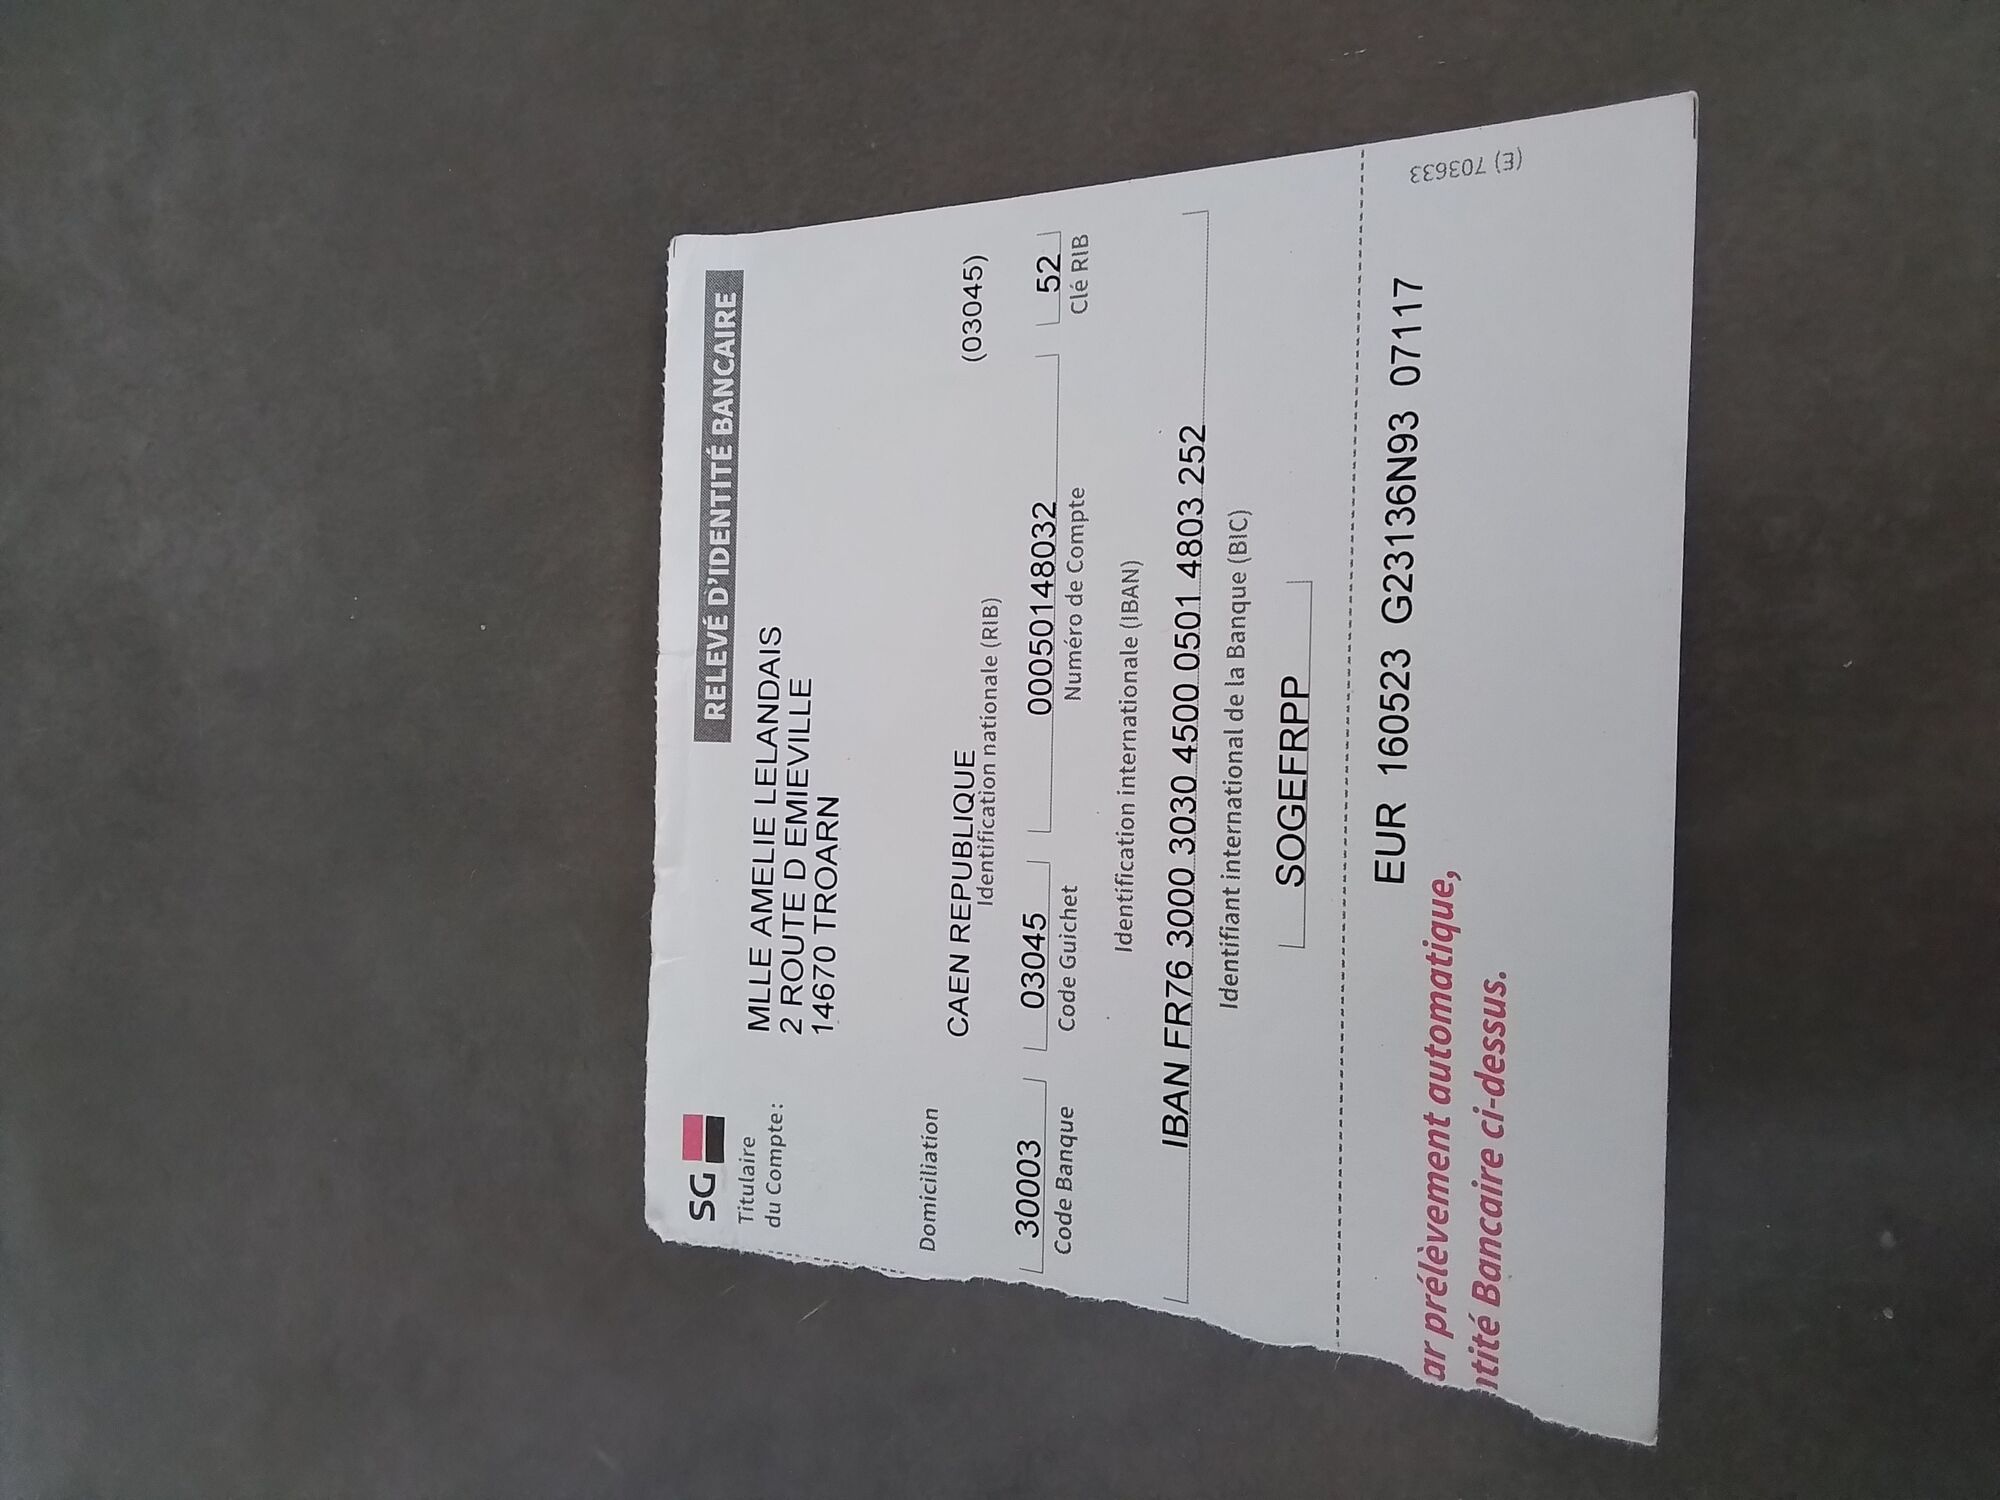 SG
RELEVÉ D'IDENTITÉ BANCAIRE
Titulaire
du Compte :
MLLE AMELIE LELANDAIS
2 ROUTE D EMIEVILLE
14670 TROARN
Domiciliation
CAEN REPUBLIQUE (03045)
Identification nationale (RIB)
30003 03045 00050148032 52
Code Banque Code Guichet Numéro de Compte Clé RIB
Identification internationale (IBAN)
IBAN FR76 3000 3030 4500 0501 4803 252
Identifiant international de la Banque (BIC)
SOGEFRPP
EUR 160523 G23136N93 07117
ar prélèvement automatique,
ntité Bancaire ci-dessus.
(E) 703633